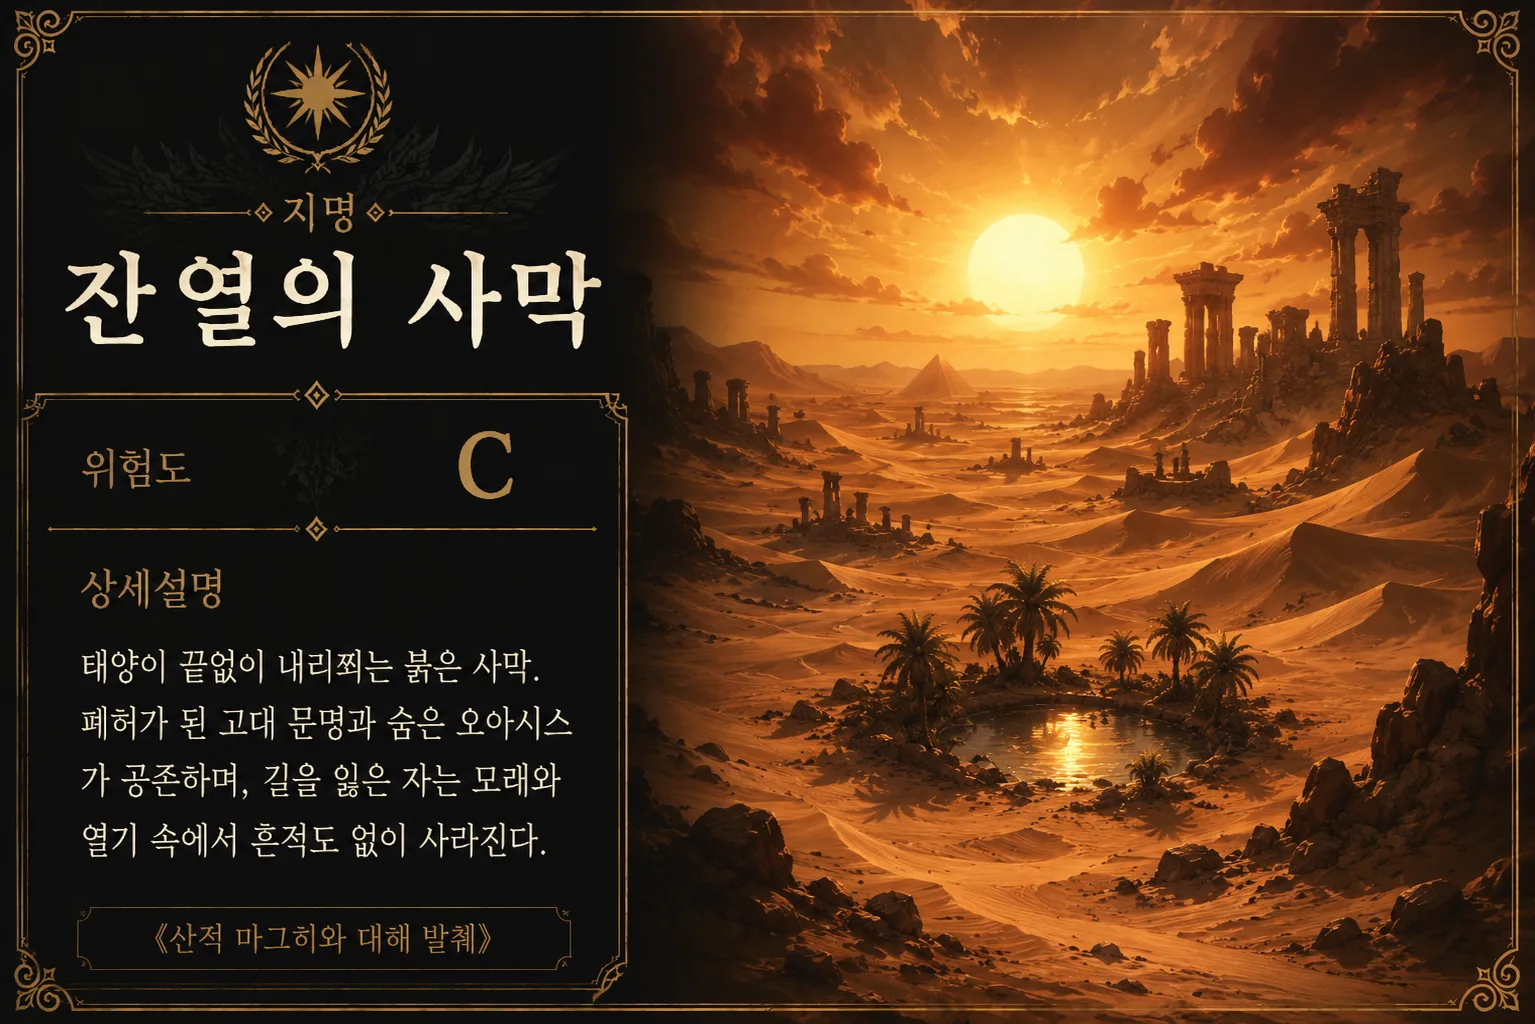 지명
잔열의 사막
위험도
C
상세설명
태양이 끝없이 내리쬐는 붉은 사막.
폐허가 된 고대 문명과 숨은 오아시스
가 공존하며, 길을 잃은 자는 모래와
열기 속에서 흔적도 없이 사라진다.
《산적 마그히와 대해 발췌》